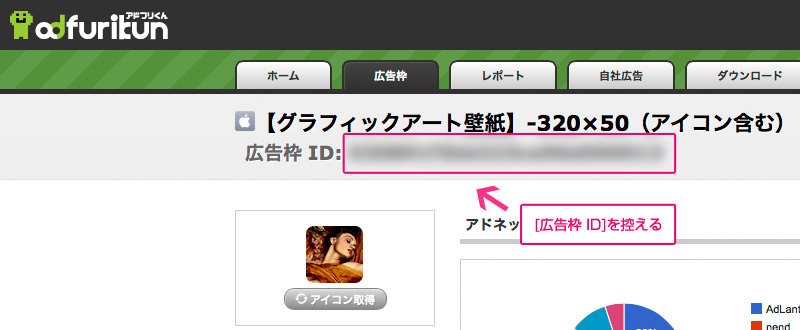 アドフリくん
adfurikun
ホーム
広告枠
レポート
自社広告
ダウンロード
【グラフィックアート壁紙】-320×50（アイコン含む）
広告枠 ID:
アドネッ
[広告枠 ID]を控える
アイコン取得
AdLant
nend